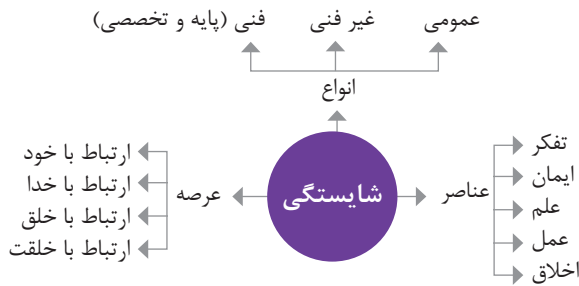 عمومی
غیر فنی
فنی (پایه و تخصصی)
انواع
شایستگی
عناصر
تفکر
ایمان
علم
عمل
اخلاق
عرصه
ارتباط با خود
ارتباط با خدا
ارتباط با خلق
ارتباط با خلقت